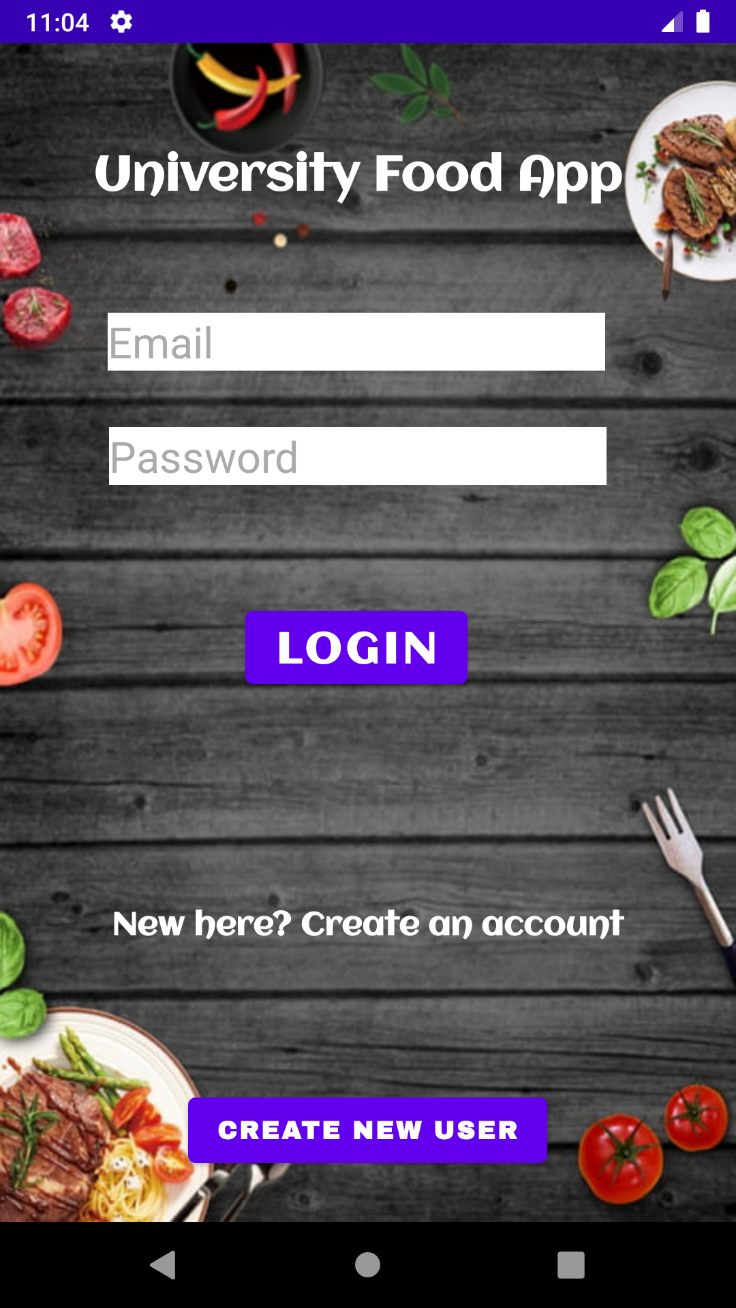 11:04
University Food App
Email
Password
LOGIN
New here? Create an account
CREATE NEW USER